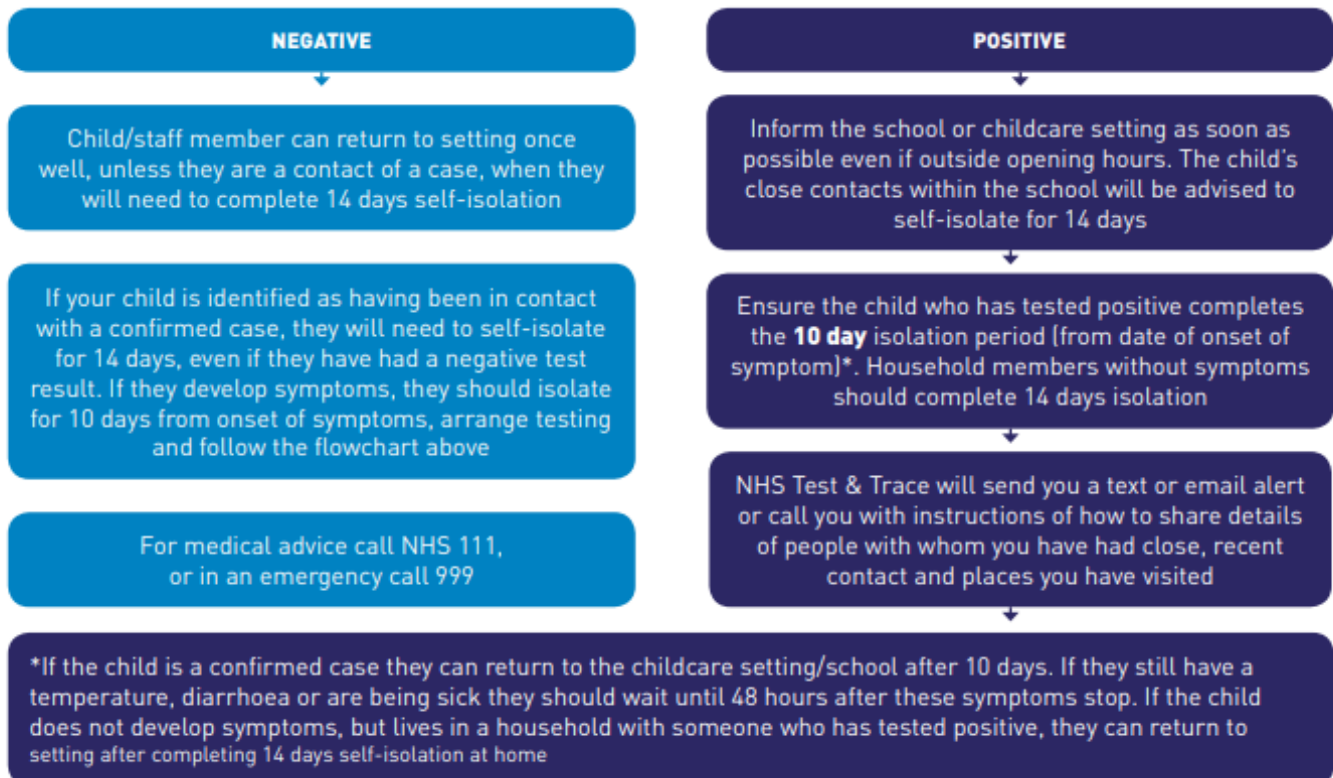 NEGATIVE
Child/staff member can return to setting once
well, unless they are a contact of a case, when they
will need to complete 14 days self-isolation
If your child is identified as having been in contact
with a confirmed case, they will need to self-isolate
for 14 days, even if they have had a negative test
result. If they develop symptoms, they should isolate
for 10 days from onset of symptoms, arrange testing
and follow the flowchart above
For medical advice call NHS 111,
or in an emergency call 999
POSITIVE
Inform the school or childcare setting as soon as
possible even if outside opening hours. The child's
close contacts within the school will be advised to
self-isolate for 14 days
Ensure the child who has tested positive completes
the 10 day isolation period (from date of onset of
symptom)*. Household members without symptoms
should complete 14 days isolation
NHS Test & Trace will send you a text or email alert
or call you with instructions of how to share details
of people with whom you have had close, recent
contact and places you have visited
*If the child is a confirmed case they can return to the childcare setting/school after 10 days. If they still have a
temperature, diarrhoea or are being sick they should wait until 48 hours after these symptoms stop. If the child
does not develop symptoms, but lives in a household with someone who has tested positive, they can return to
setting after completing 14 days self-isolation at home